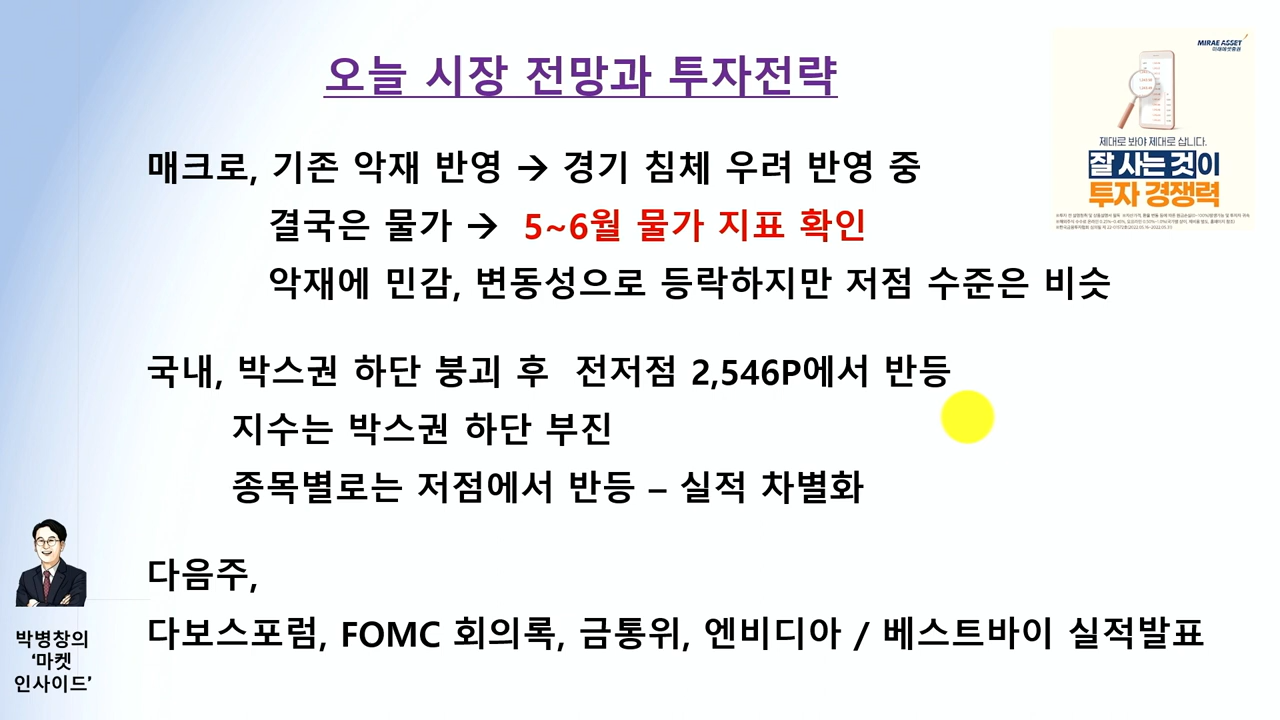 오늘 시장 전망과 투자전략
MIRAE ASSET
미래에셋증권
제대로 봐야 제대로 삽니다.
잘 사는 것이
투자 경쟁력
매크로, 기존 악재 반영 → 경기 침체 우려 반영 중
결국은 물가 → 5~6월 물가 지표 확인
악재에 민감, 변동성으로 등락하지만 저점 수준은 비슷
국내, 박스권 하단 붕괴 후 전저점 2,546P에서 반등
지수는 박스권 하단 부진
종목별로는 저점에서 반등 – 실적 차별화
다음주,
다보스포럼, FOMC 회의록, 금통위, 엔비디아 / 베스트바이 실적발표
박병창의
‘마켓
인사이드’